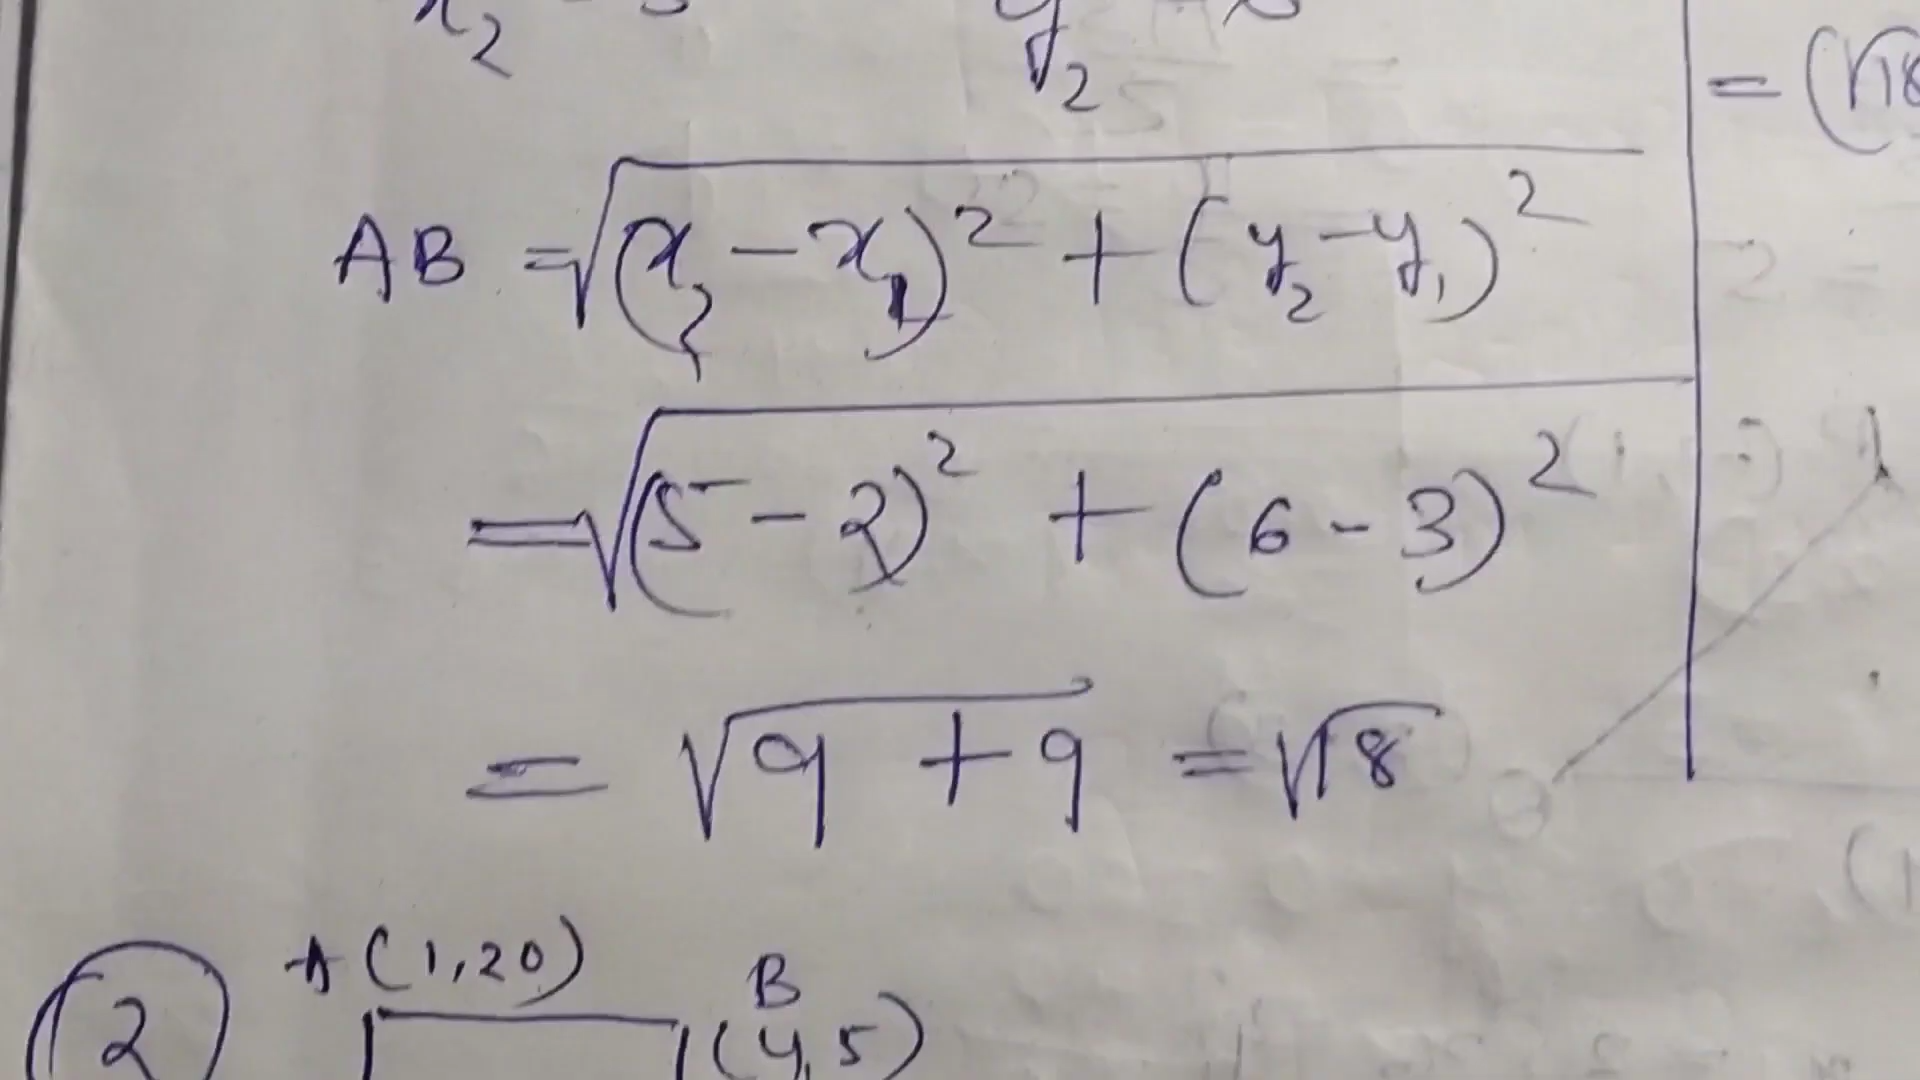 x₂ y₂
AB = √((x₂ - x₁)² + (y₂ - y₁)²)
= √((5 - 2)² + (6 - 3)²)
= √(9 + 9) = √18
= (√18
② A (1, 20) B
(4, 5)